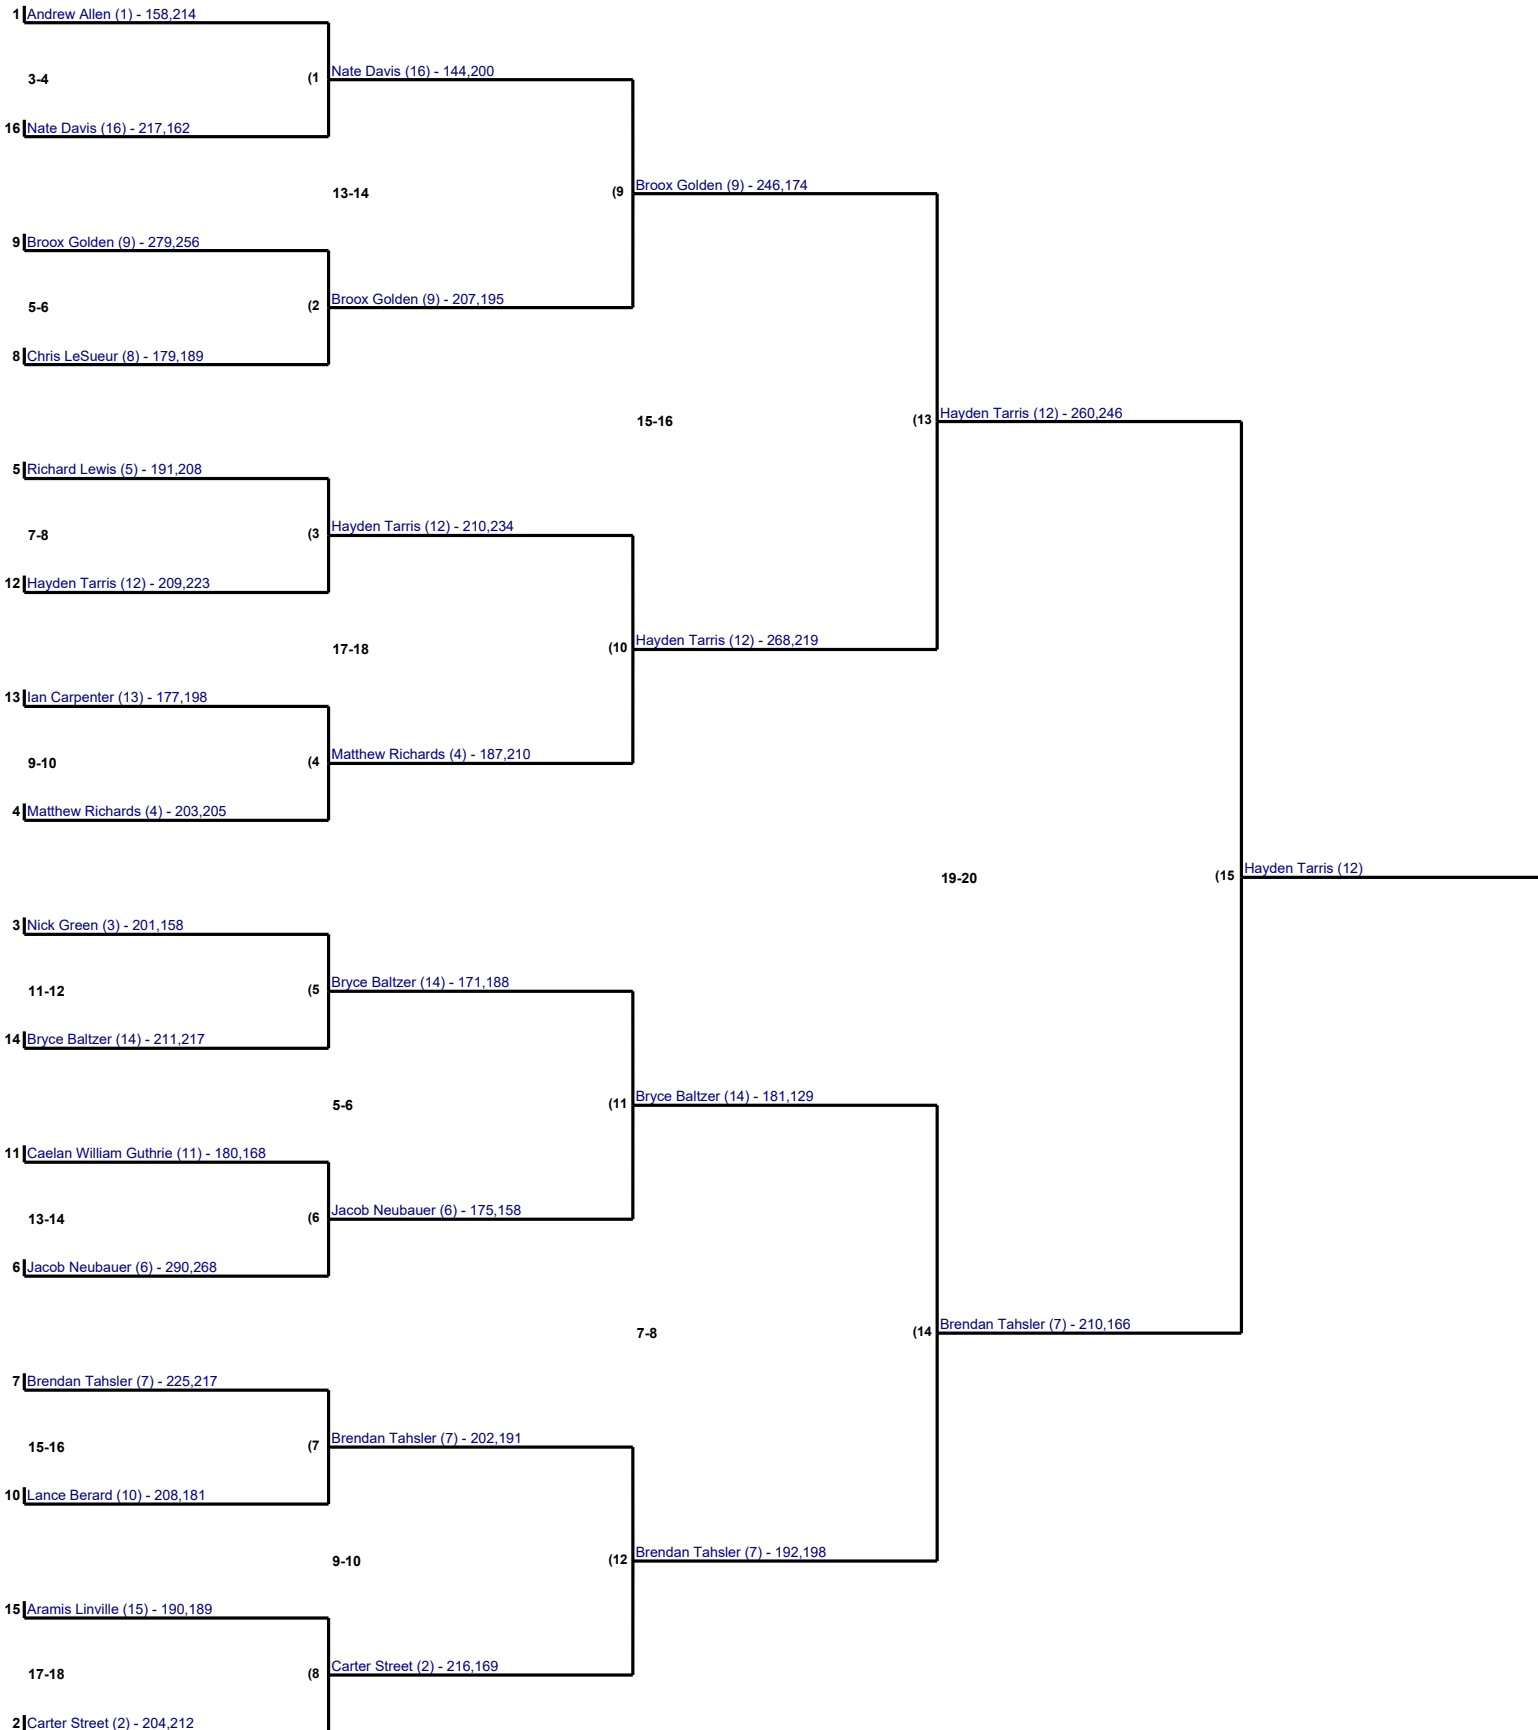 1 Andrew Allen (1) - 158,214
3-4 (1 Nate Davis (16) - 144,200
16 Nate Davis (16) - 217,162
13-14 (9 Broox Golden (9) - 246,174
9 Broox Golden (9) - 279,256
5-6 (2 Broox Golden (9) - 207,195
8 Chris LeSueur (8) - 179,189
15-16 (13 Hayden Tarris (12) - 260,246
5 Richard Lewis (5) - 191,208
7-8 (3 Hayden Tarris (12) - 210,234
12 Hayden Tarris (12) - 209,223
17-18 (10 Hayden Tarris (12) - 268,219
13 Ian Carpenter (13) - 177,198
9-10 (4 Matthew Richards (4) - 187,210
4 Matthew Richards (4) - 203,205
19-20 (15 Hayden Tarris (12)
3 Nick Green (3) - 201,158
11-12 (5 Bryce Baltzer (14) - 171,188
14 Bryce Baltzer (14) - 211,217
5-6 (11 Bryce Baltzer (14) - 181,129
11 Caelan William Guthrie (11) - 180,168
13-14 (6 Jacob Neubauer (6) - 175,158
6 Jacob Neubauer (6) - 290,268
7-8 (14 Brendan Tahsler (7) - 210,166
7 Brendan Tahsler (7) - 225,217
15-16 (7 Brendan Tahsler (7) - 202,191
10 Lance Berard (10) - 208,181
9-10 (12 Brendan Tahsler (7) - 192,198
15 Aramis Linville (15) - 190,189
17-18 (8 Carter Street (2) - 216,169
2 Carter Street (2) - 204,212